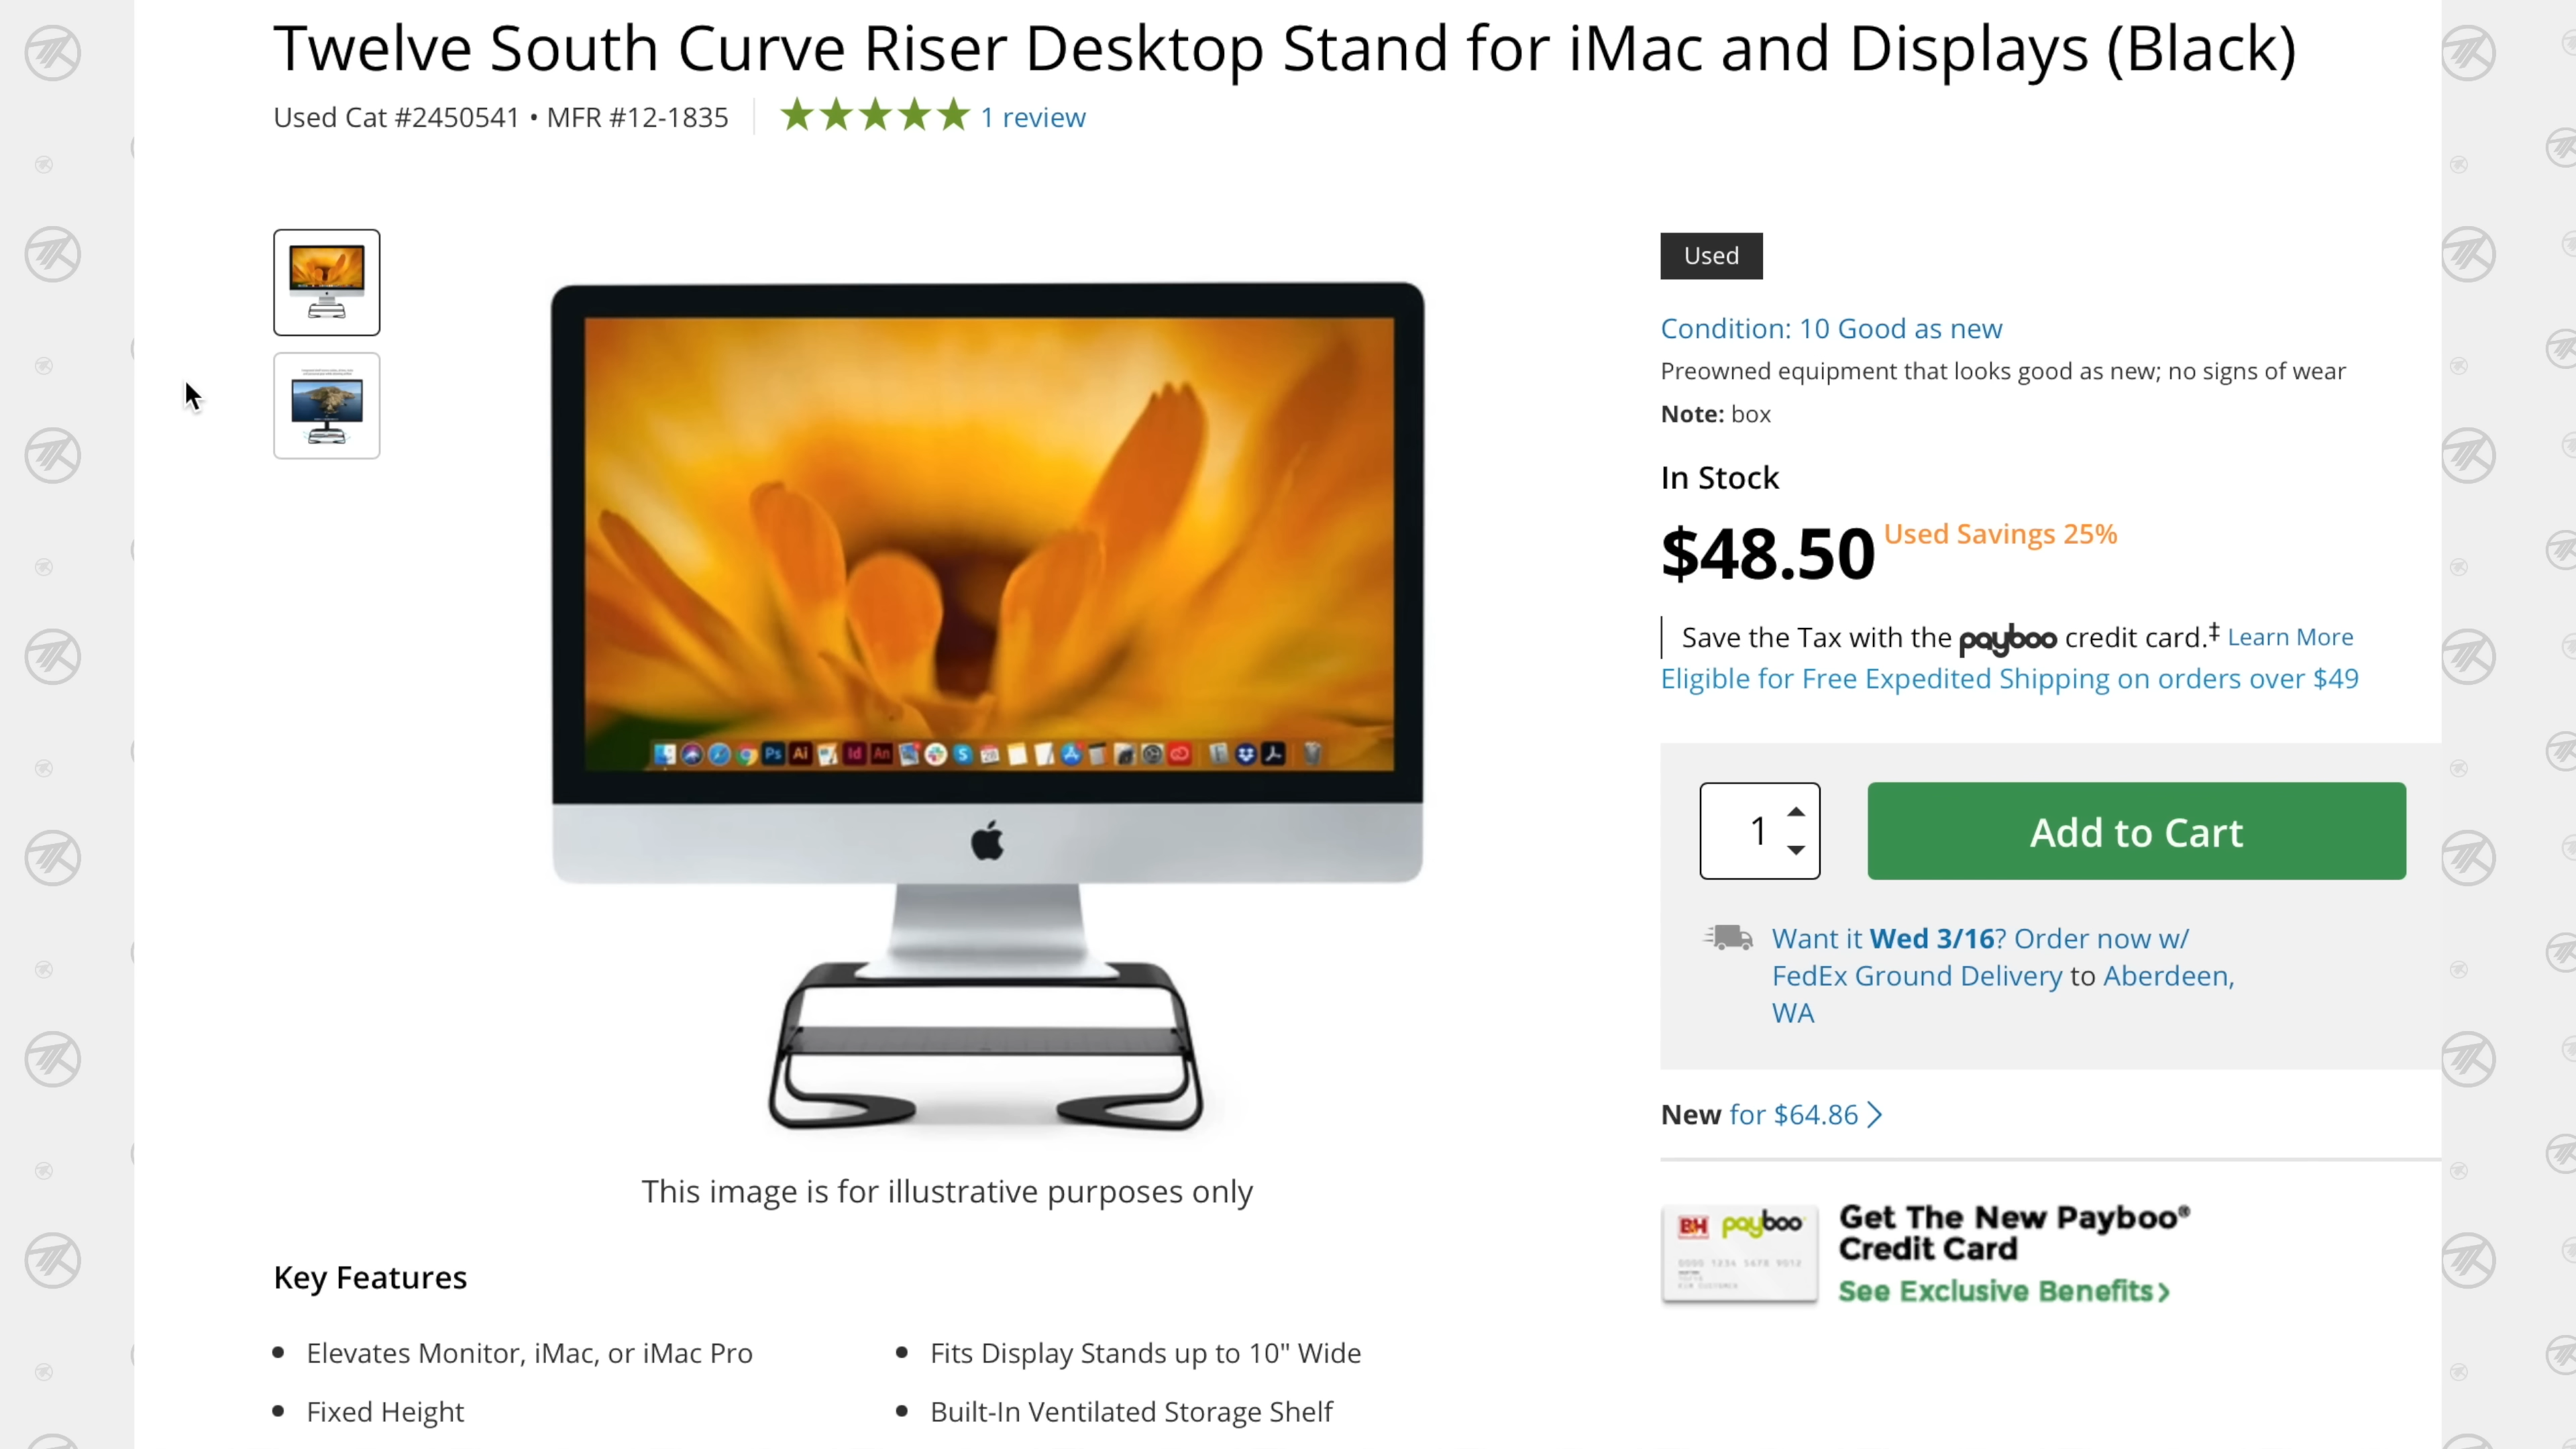 Twelve South Curve Riser Desktop Stand for iMac and Displays (Black)
Used Cat #2450541 • MFR #12-1835
1 review
Used
Condition: 10 Good as new
Preowned equipment that looks good as new; no signs of wear
Note: box
In Stock
$48.50 Used Savings 25%
Save the Tax with the payboo credit card.‡ Learn More
Eligible for Free Expedited Shipping on orders over $49
1
Add to Cart
Want it Wed 3/16? Order now w/
FedEx Ground Delivery to Aberdeen,
WA
New for $64.86
Ps Ai Id An
This image is for illustrative purposes only
BH payboo
Get The New Payboo®
Credit Card
See Exclusive Benefits
Key Features
• Elevates Monitor, iMac, or iMac Pro
• Fits Display Stands up to 10" Wide
• Fixed Height
• Built-In Ventilated Storage Shelf